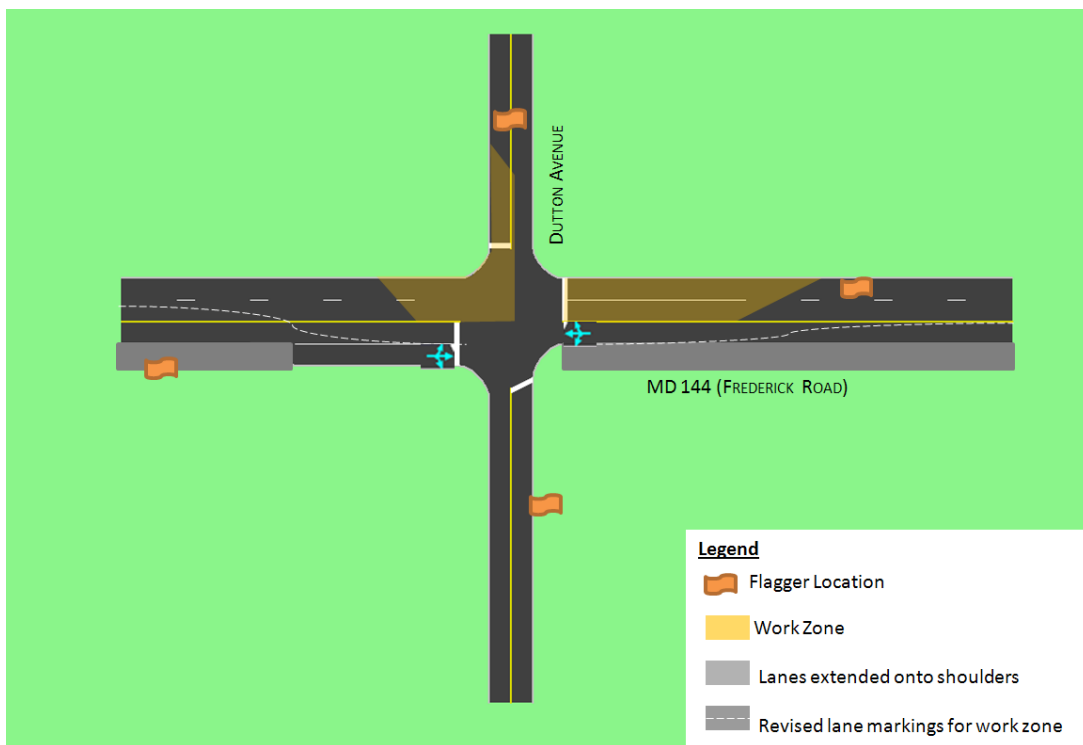 DUTTON AVENUE
MD 144 (FREDERICK ROAD)
Legend
Flagger Location
Work Zone
Lanes extended onto shoulders
Revised lane markings for work zone